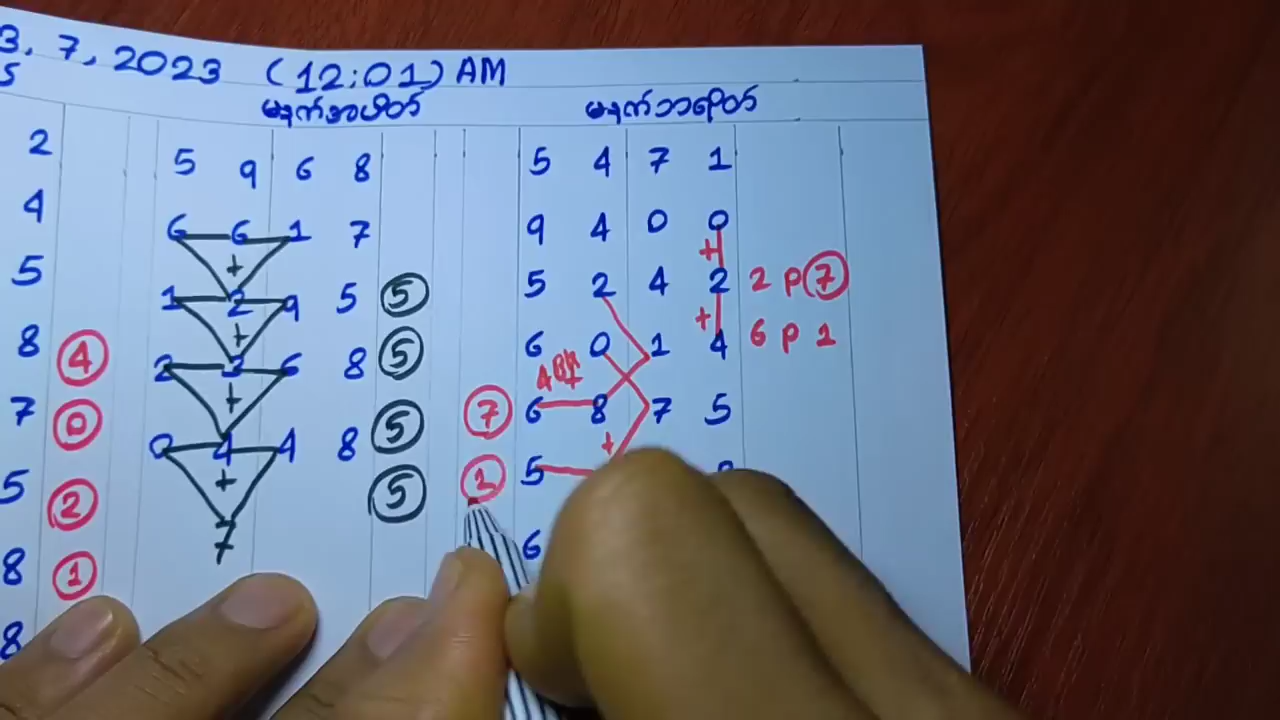 3, 7, 2023 (12:01) AM
5
မနက်အပိတ် မနက်ဘရိတ်
2 5 9 6 8 5 4 7 1
4 6 6 1 7 9 4 0 0
+ +
5 1 2 9 5 5 5 2 4 2 2 P 7
+ +
8 4 2 3 6 8 5 6 0 1 4 6 P 1
+
7 0 0 4 4 8 5 7 6 8 7 5
+ +
5 2 5 1 5
7
8 1 6
8